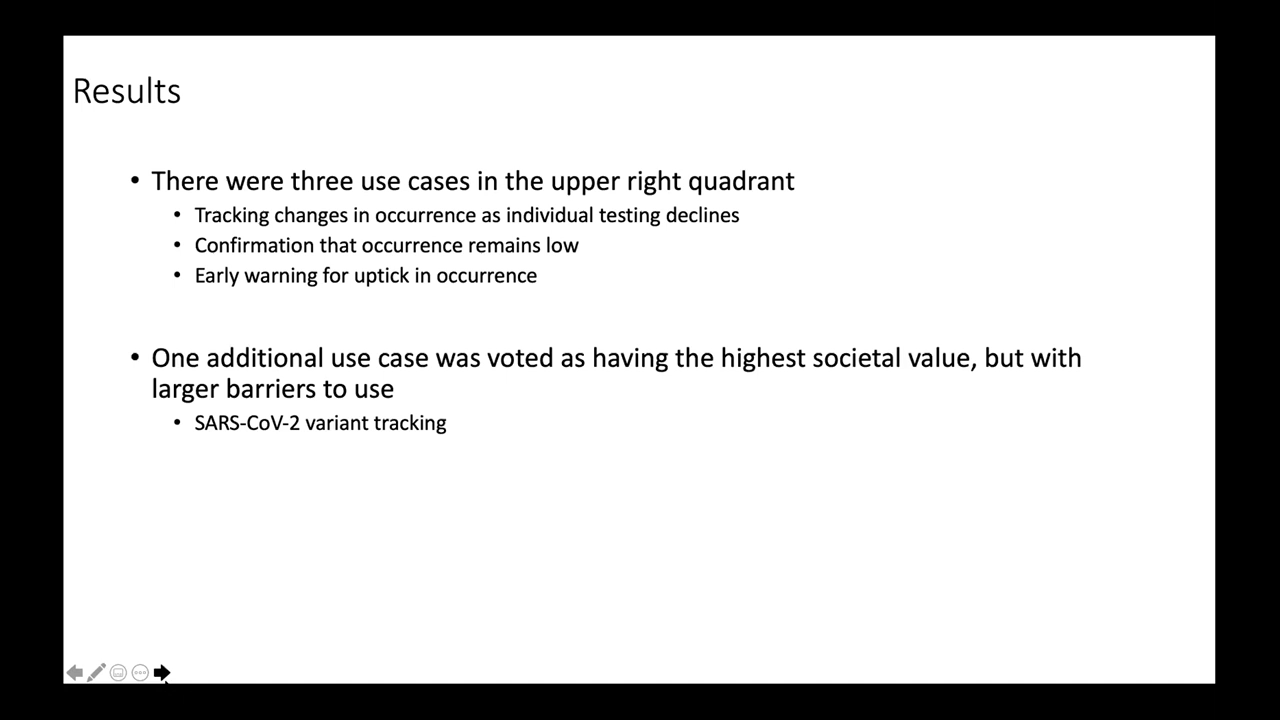 Results
• There were three use cases in the upper right quadrant
• Tracking changes in occurrence as individual testing declines
• Confirmation that occurrence remains low
• Early warning for uptick in occurrence
• One additional use case was voted as having the highest societal value, but with
larger barriers to use
• SARS-CoV-2 variant tracking